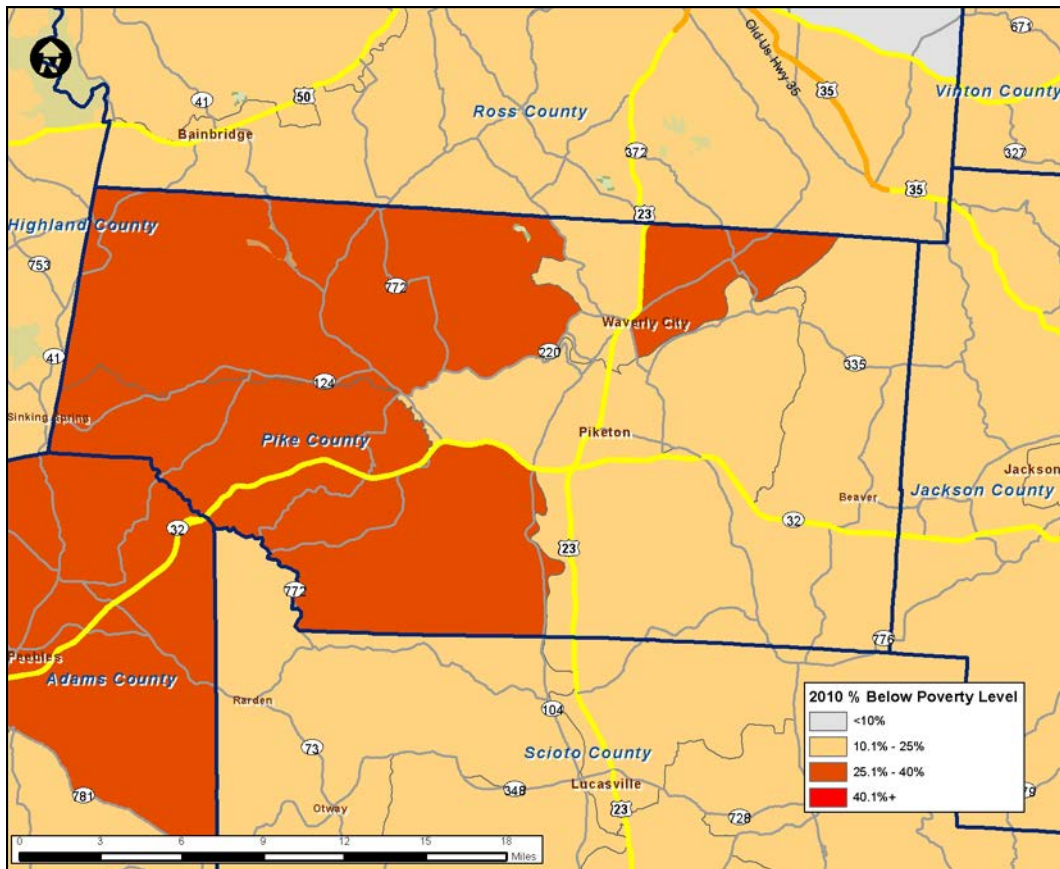 671
Old Us Hwy 35
35
Vinton County
50
41
Ross County
Bainbridge
372
327
35
23
Highland County
753
772
Waverly City
41
220
335
124
Sinking Spring
Pike County
Piketon
Jackson
Beaver
Jackson County
32
32
23
772
776
Peebles
Adams County
Rarden
104
73
Scioto County
781
Otway
348
Lucasville
23
728
79
2010 % Below Poverty Level
<10%
10.1% - 25%
25.1% - 40%
40.1%+
0 3 6 9 12 15 18
Miles
N